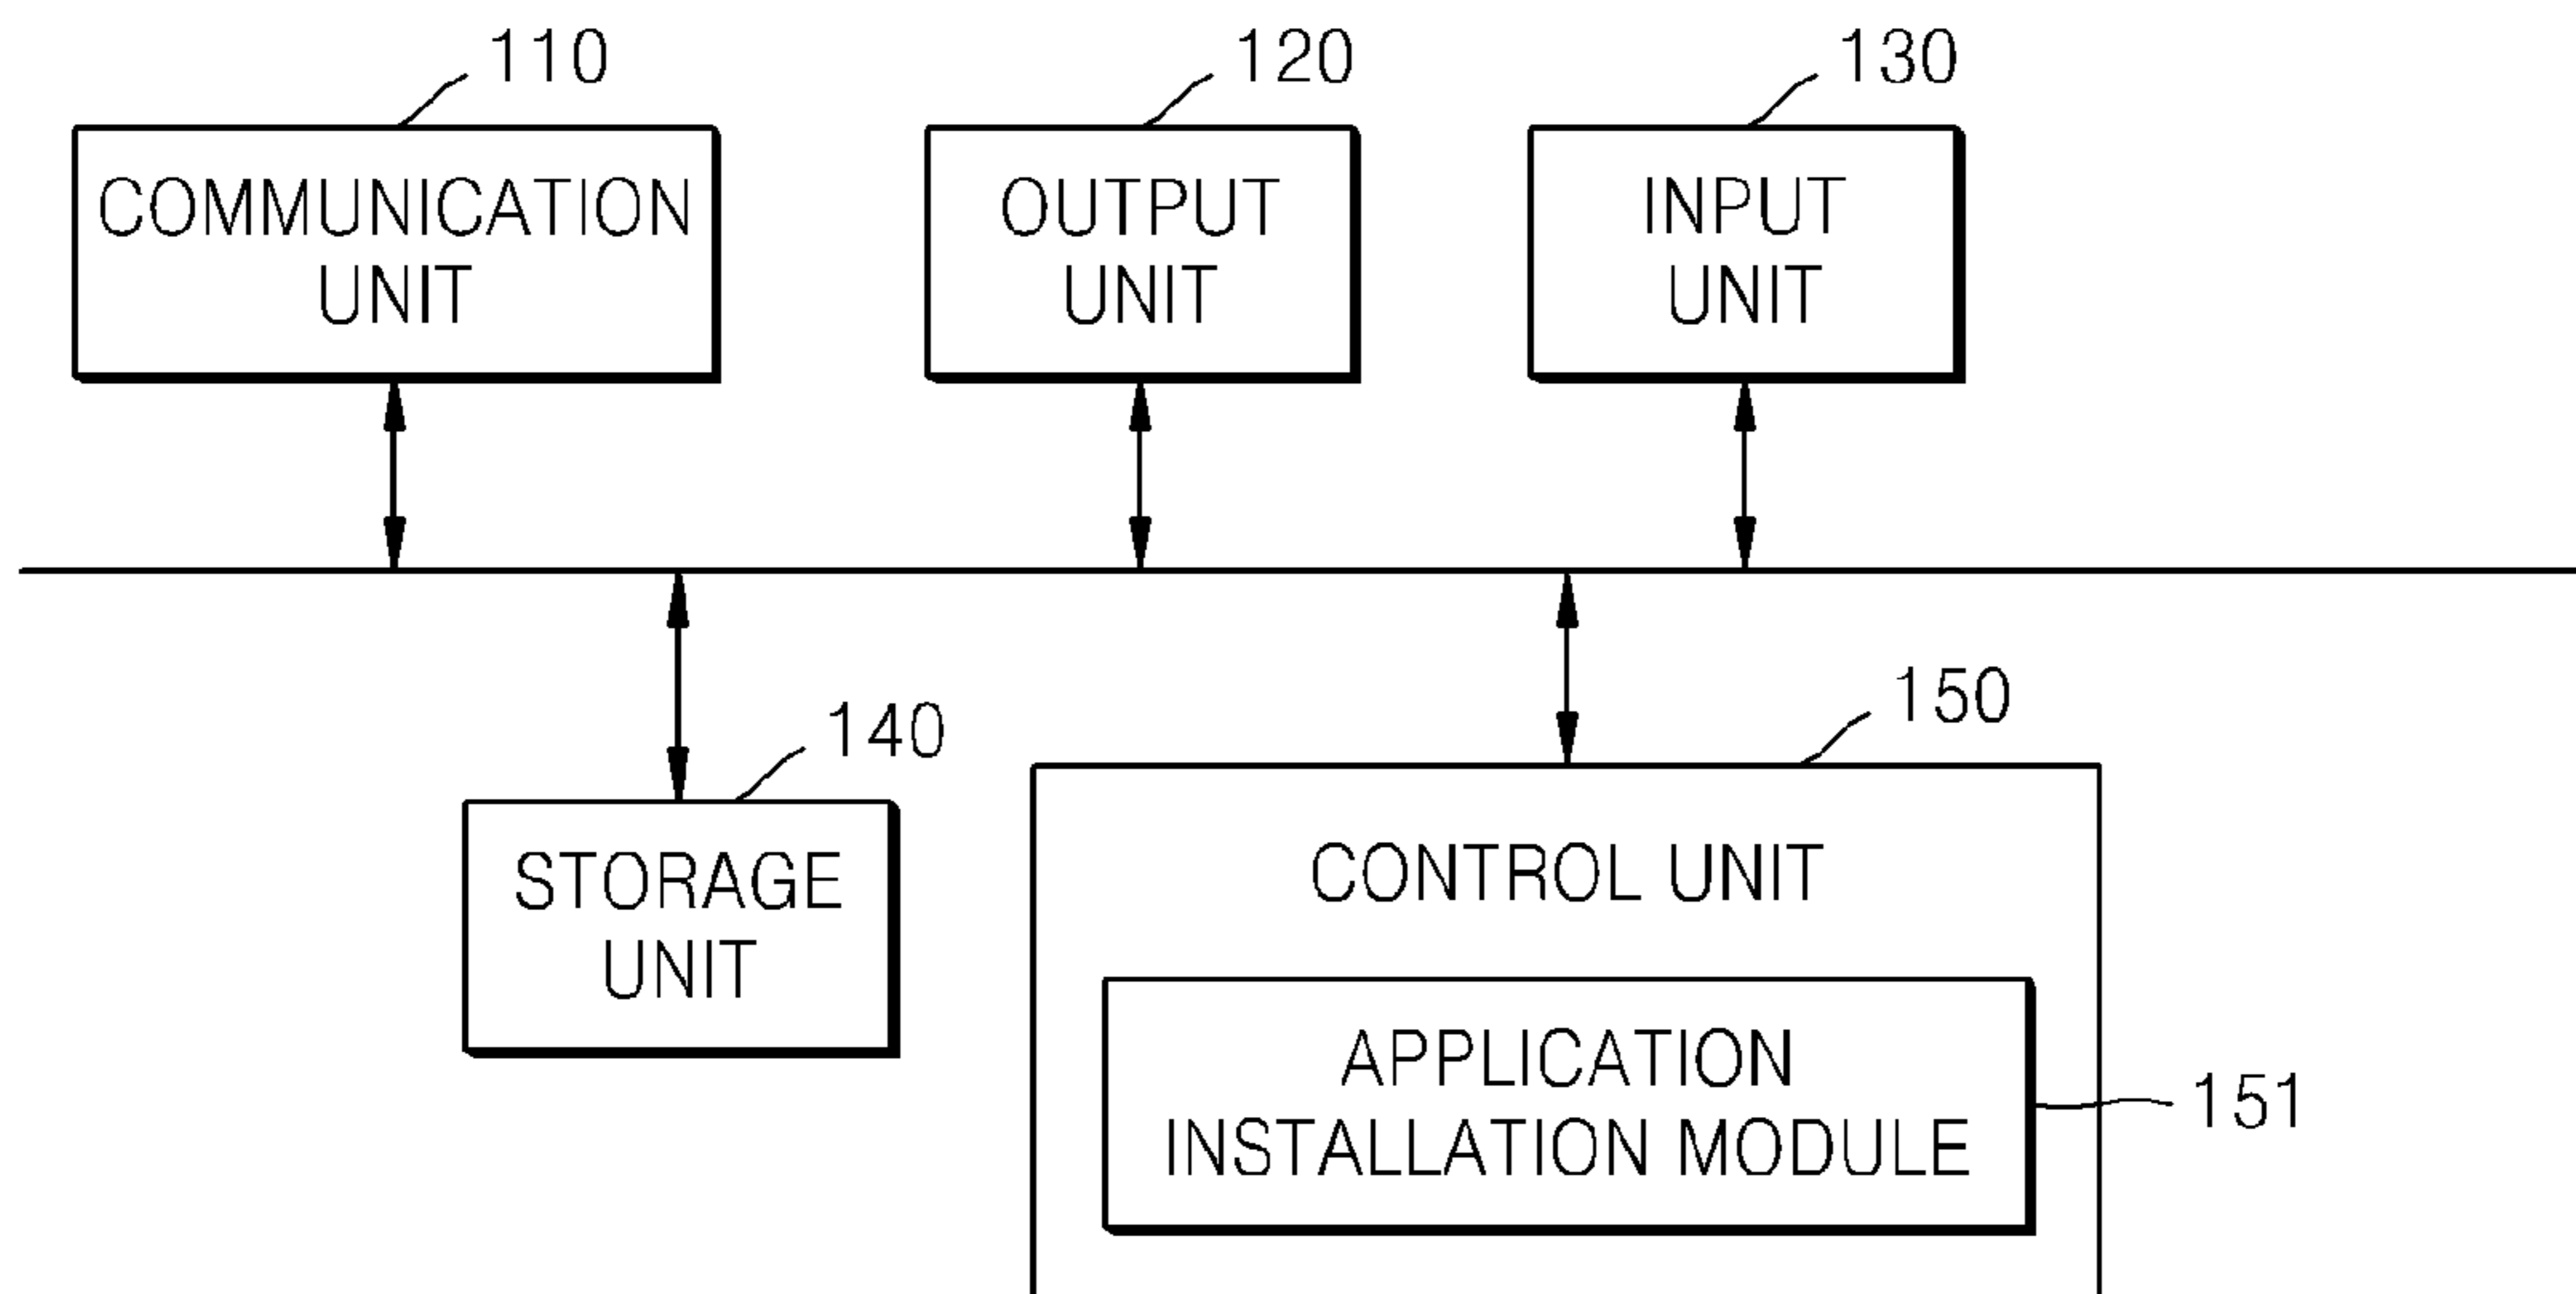 110
120
130
COMMUNICATION
UNIT
OUTPUT
UNIT
INPUT
UNIT
140
150
STORAGE
UNIT
CONTROL UNIT
APPLICATION
INSTALLATION MODULE
151